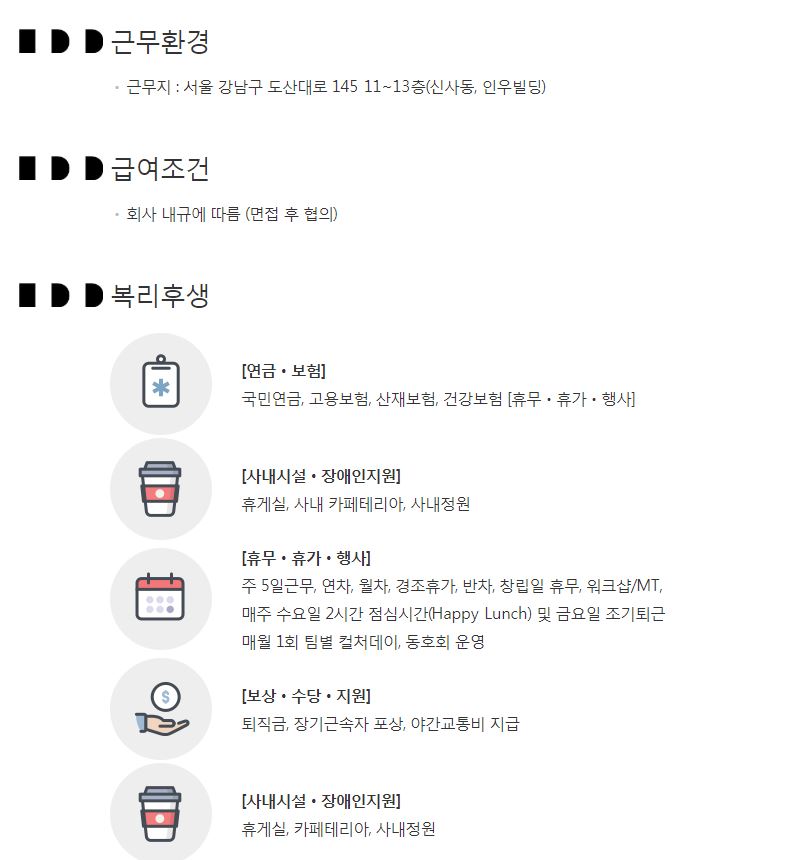 근무환경
• 근무지 : 서울 강남구 도산대로 145 11~13층(신사동, 인우빌딩)
급여조건
• 회사 내규에 따름 (면접 후 협의)
복리후생
[연금 • 보험]
국민연금, 고용보험, 산재보험, 건강보험 [휴무 • 휴가 • 행사]
[사내시설 • 장애인지원]
휴게실, 사내 카페테리아, 사내정원
[휴무 • 휴가 • 행사]
주 5일근무, 연차, 월차, 경조휴가, 반차, 창립일 휴무, 워크샵/MT,
매주 수요일 2시간 점심시간(Happy Lunch) 및 금요일 조기퇴근
매월 1회 팀별 컬처데이, 동호회 운영
$
[보상 • 수당 • 지원]
퇴직금, 장기근속자 포상, 야간교통비 지급
[사내시설 • 장애인지원]
휴게실, 카페테리아, 사내정원